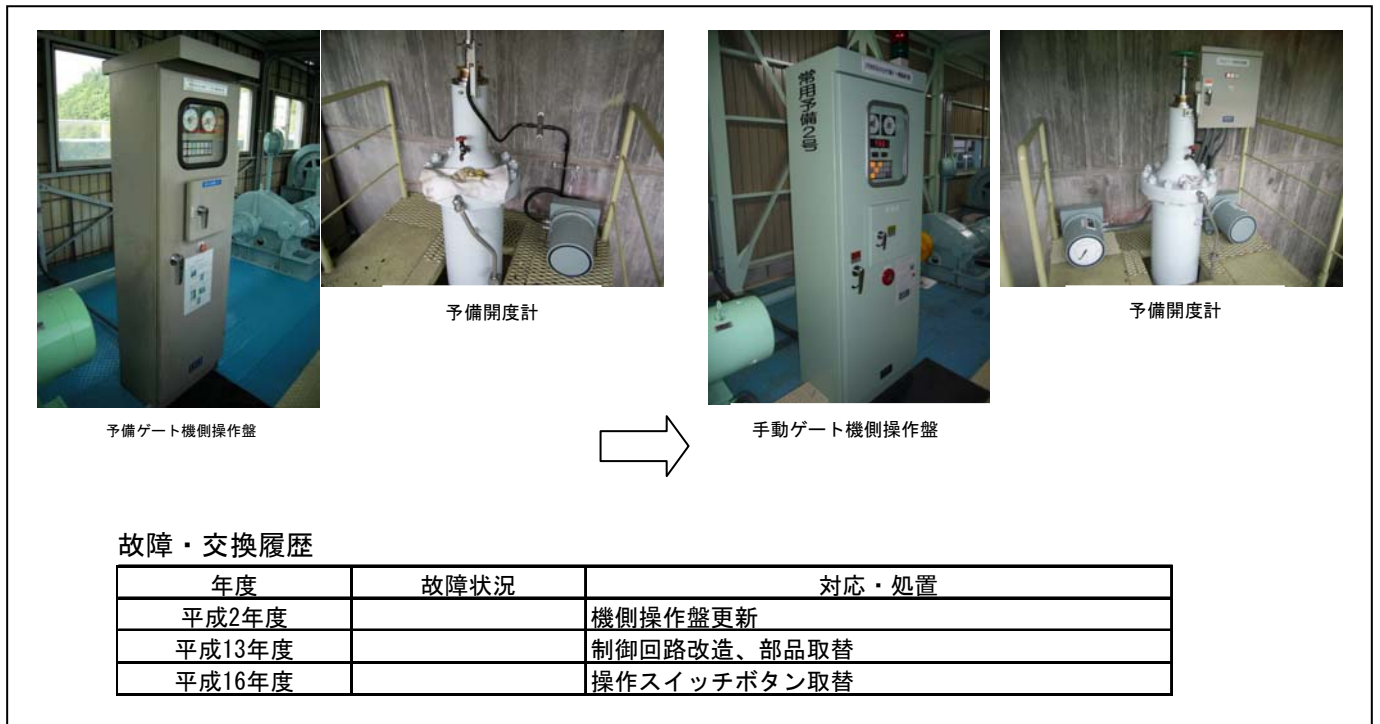 常用予備2号
予備開度計
予備開度計
予備ゲート機側操作盤
手動ゲート機側操作盤
故障・交換履歴
年度 故障状況 対応・処置
平成2年度 機側操作盤更新
平成13年度 制御回路改造、部品取替
平成16年度 操作スイッチボタン取替